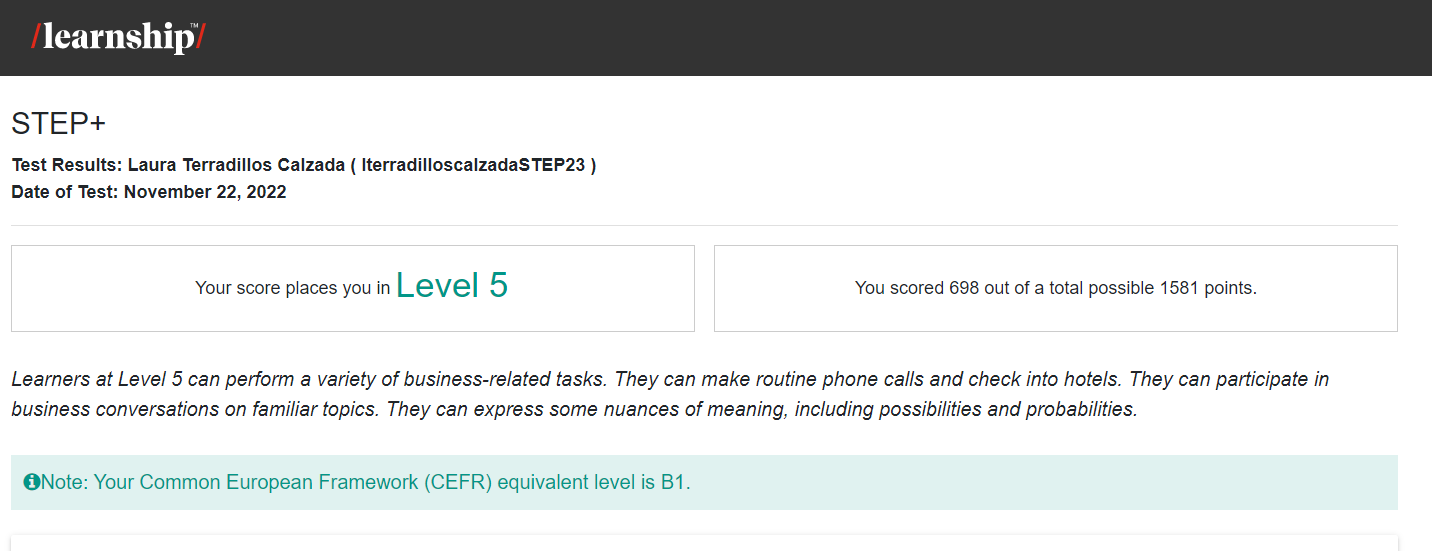 /learnship™/
STEP+
Test Results: Laura Terradillos Calzada ( lterradilloscalzadaSTEP23 )
Date of Test: November 22, 2022
Your score places you in Level 5
You scored 698 out of a total possible 1581 points.
Learners at Level 5 can perform a variety of business-related tasks. They can make routine phone calls and check into hotels. They can participate in
business conversations on familiar topics. They can express some nuances of meaning, including possibilities and probabilities.
Note: Your Common European Framework (CEFR) equivalent level is B1.